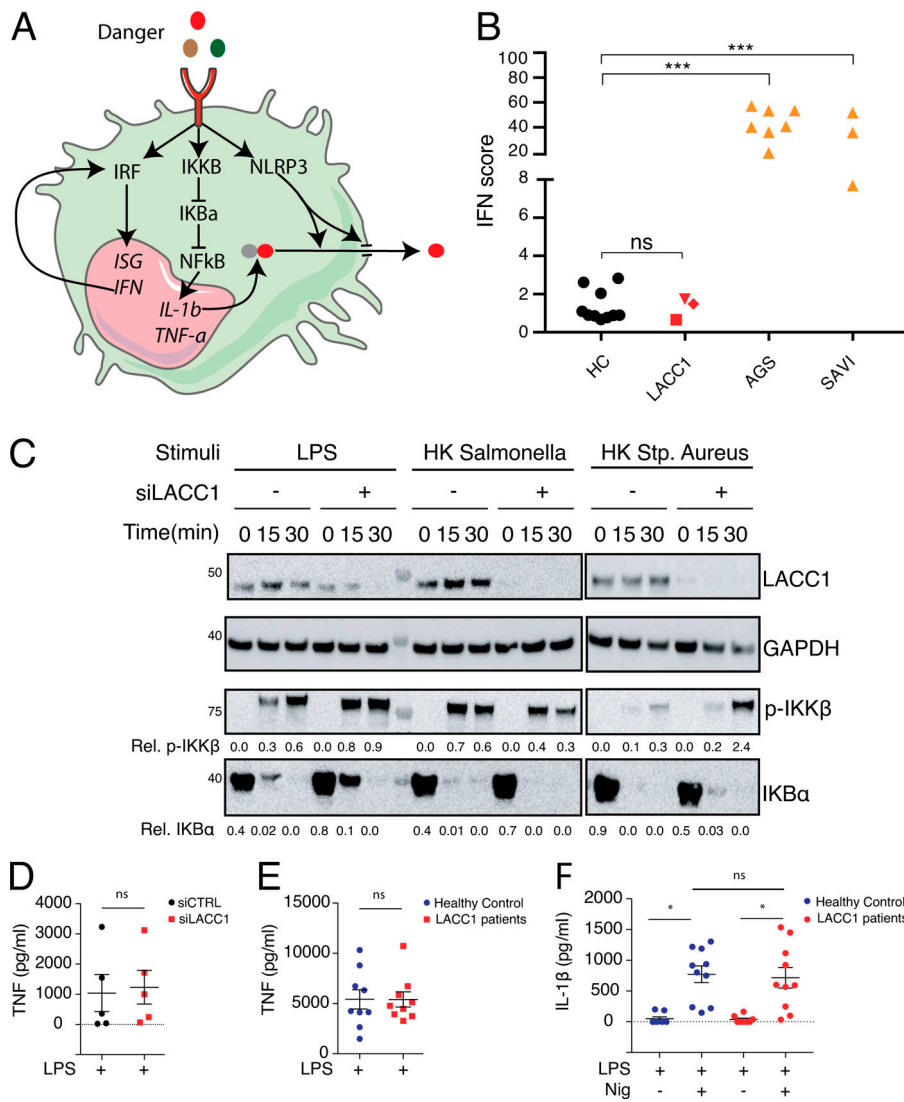 A
Danger
IRF
IKKB
NLRP3
IKBa
NFkB
ISG
IFN
IL-1b
TNF-a
B
IFN score
100
80
60
40
20
8
6
4
2
0
***
***
ns
HC
LACC1
AGS
SAVI
C
Stimuli LPS HK Salmonella HK Stp. Aureus
siLACC1 - + - + - +
Time(min) 0 15 30 0 15 30 0 15 30 0 15 30 0 15 30 0 15 30
50 LACC1
40 GAPDH
75 p-IKKβ
Rel. p-IKKβ 0.0 0.3 0.6 0.0 0.8 0.9 0.0 0.7 0.6 0.0 0.4 0.3 0.0 0.1 0.3 0.0 0.2 2.4
40 IKBα
Rel. IKBα 0.4 0.02 0.0 0.8 0.1 0.0 0.4 0.01 0.0 0.7 0.0 0.0 0.9 0.0 0.0 0.5 0.03 0.0
D
TNF (pg/ml)
4000
3000
2000
1000
0
ns
siCTRL
siLACC1
LPS + +
E
TNF (pg/ml)
15000
10000
5000
0
ns
Healthy Control
LACC1 patients
LPS + +
F
IL-1β (pg/ml)
2000
1500
1000
500
0
ns
* *
Healthy Control
LACC1 patients
LPS + + + +
Nig - + - +